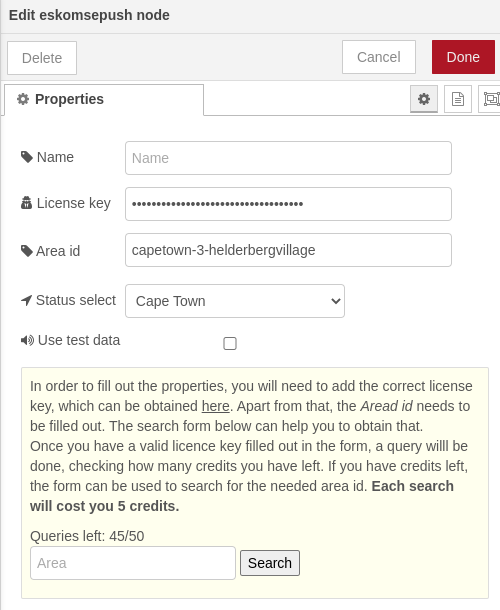 Edit eskomsepush node
Delete
Cancel
Done
Properties
Name
Name
License key
•••••••••••••••••••••••••••••••••••
Area id
capetown-3-helderbergvillage
Status select
Cape Town
Use test data
In order to fill out the properties, you will need to add the correct license
key, which can be obtained here. Apart from that, the Aread id needs to
be filled out. The search form below can help you to obtain that.
Once you have a valid licence key filled out in the form, a query willl be
done, checking how many credits you have left. If you have credits left,
the form can be used to search for the needed area id. Each search
will cost you 5 credits.
Queries left: 45/50
Area
Search